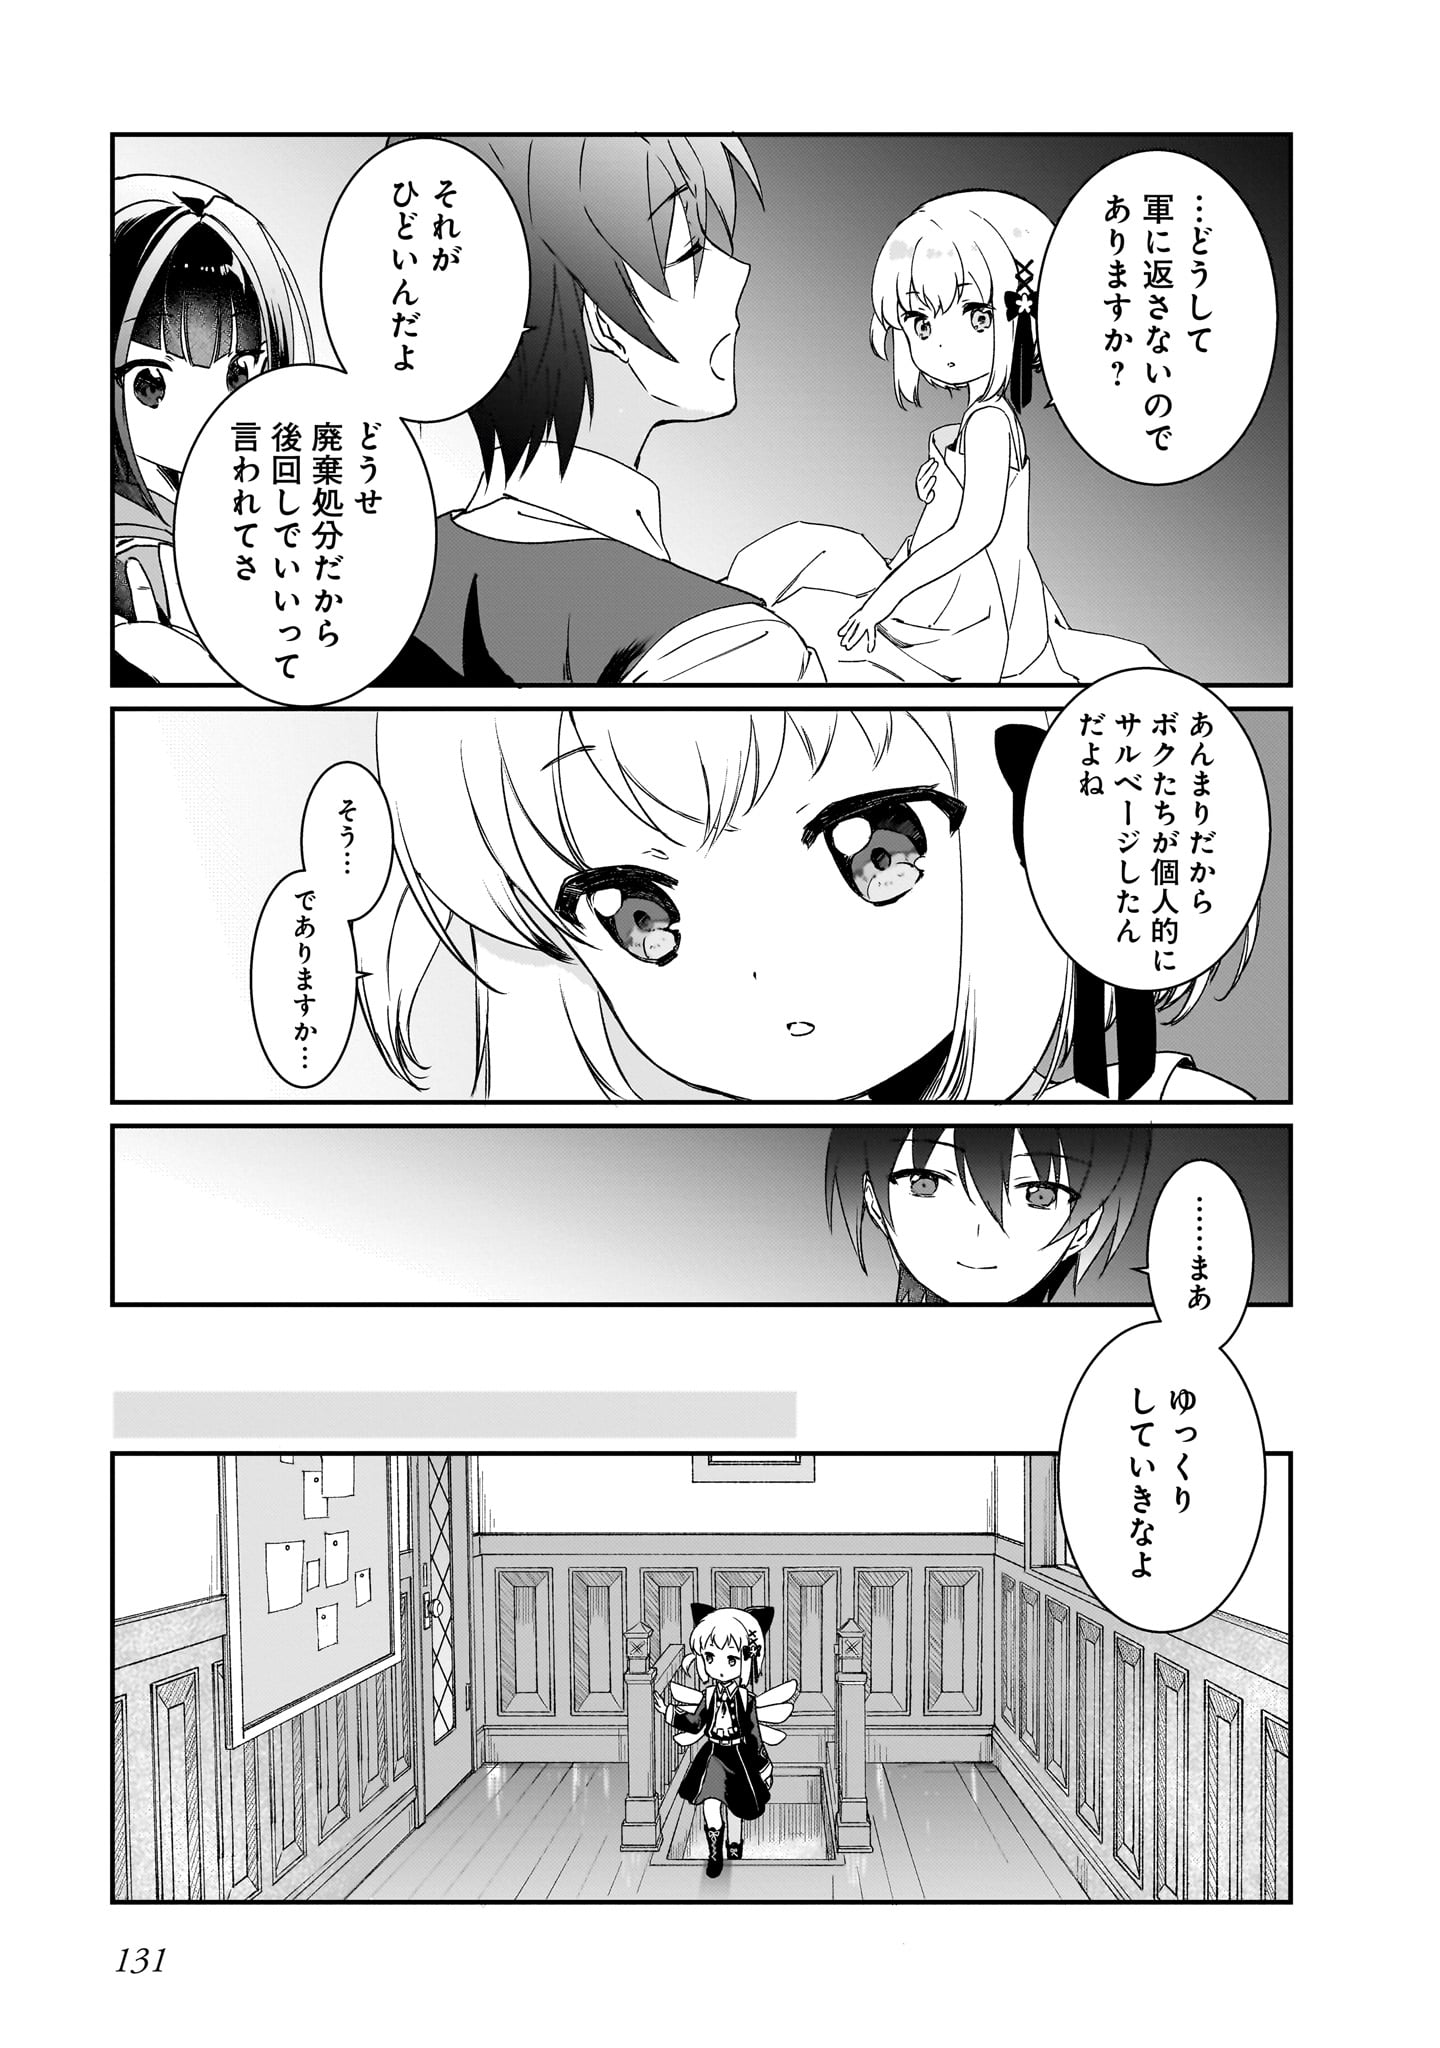 …どうして
軍に返さないので
ありますか？
それが
ひどいんだよ
どうせ
廃棄処分だから
後回しでいいって
言われてさ
あんまりだから
ボクたちが個人的に
サルベージしたん
だよね
そう…
でありますか…
……まあ
ゆっくり
していきなよ
131